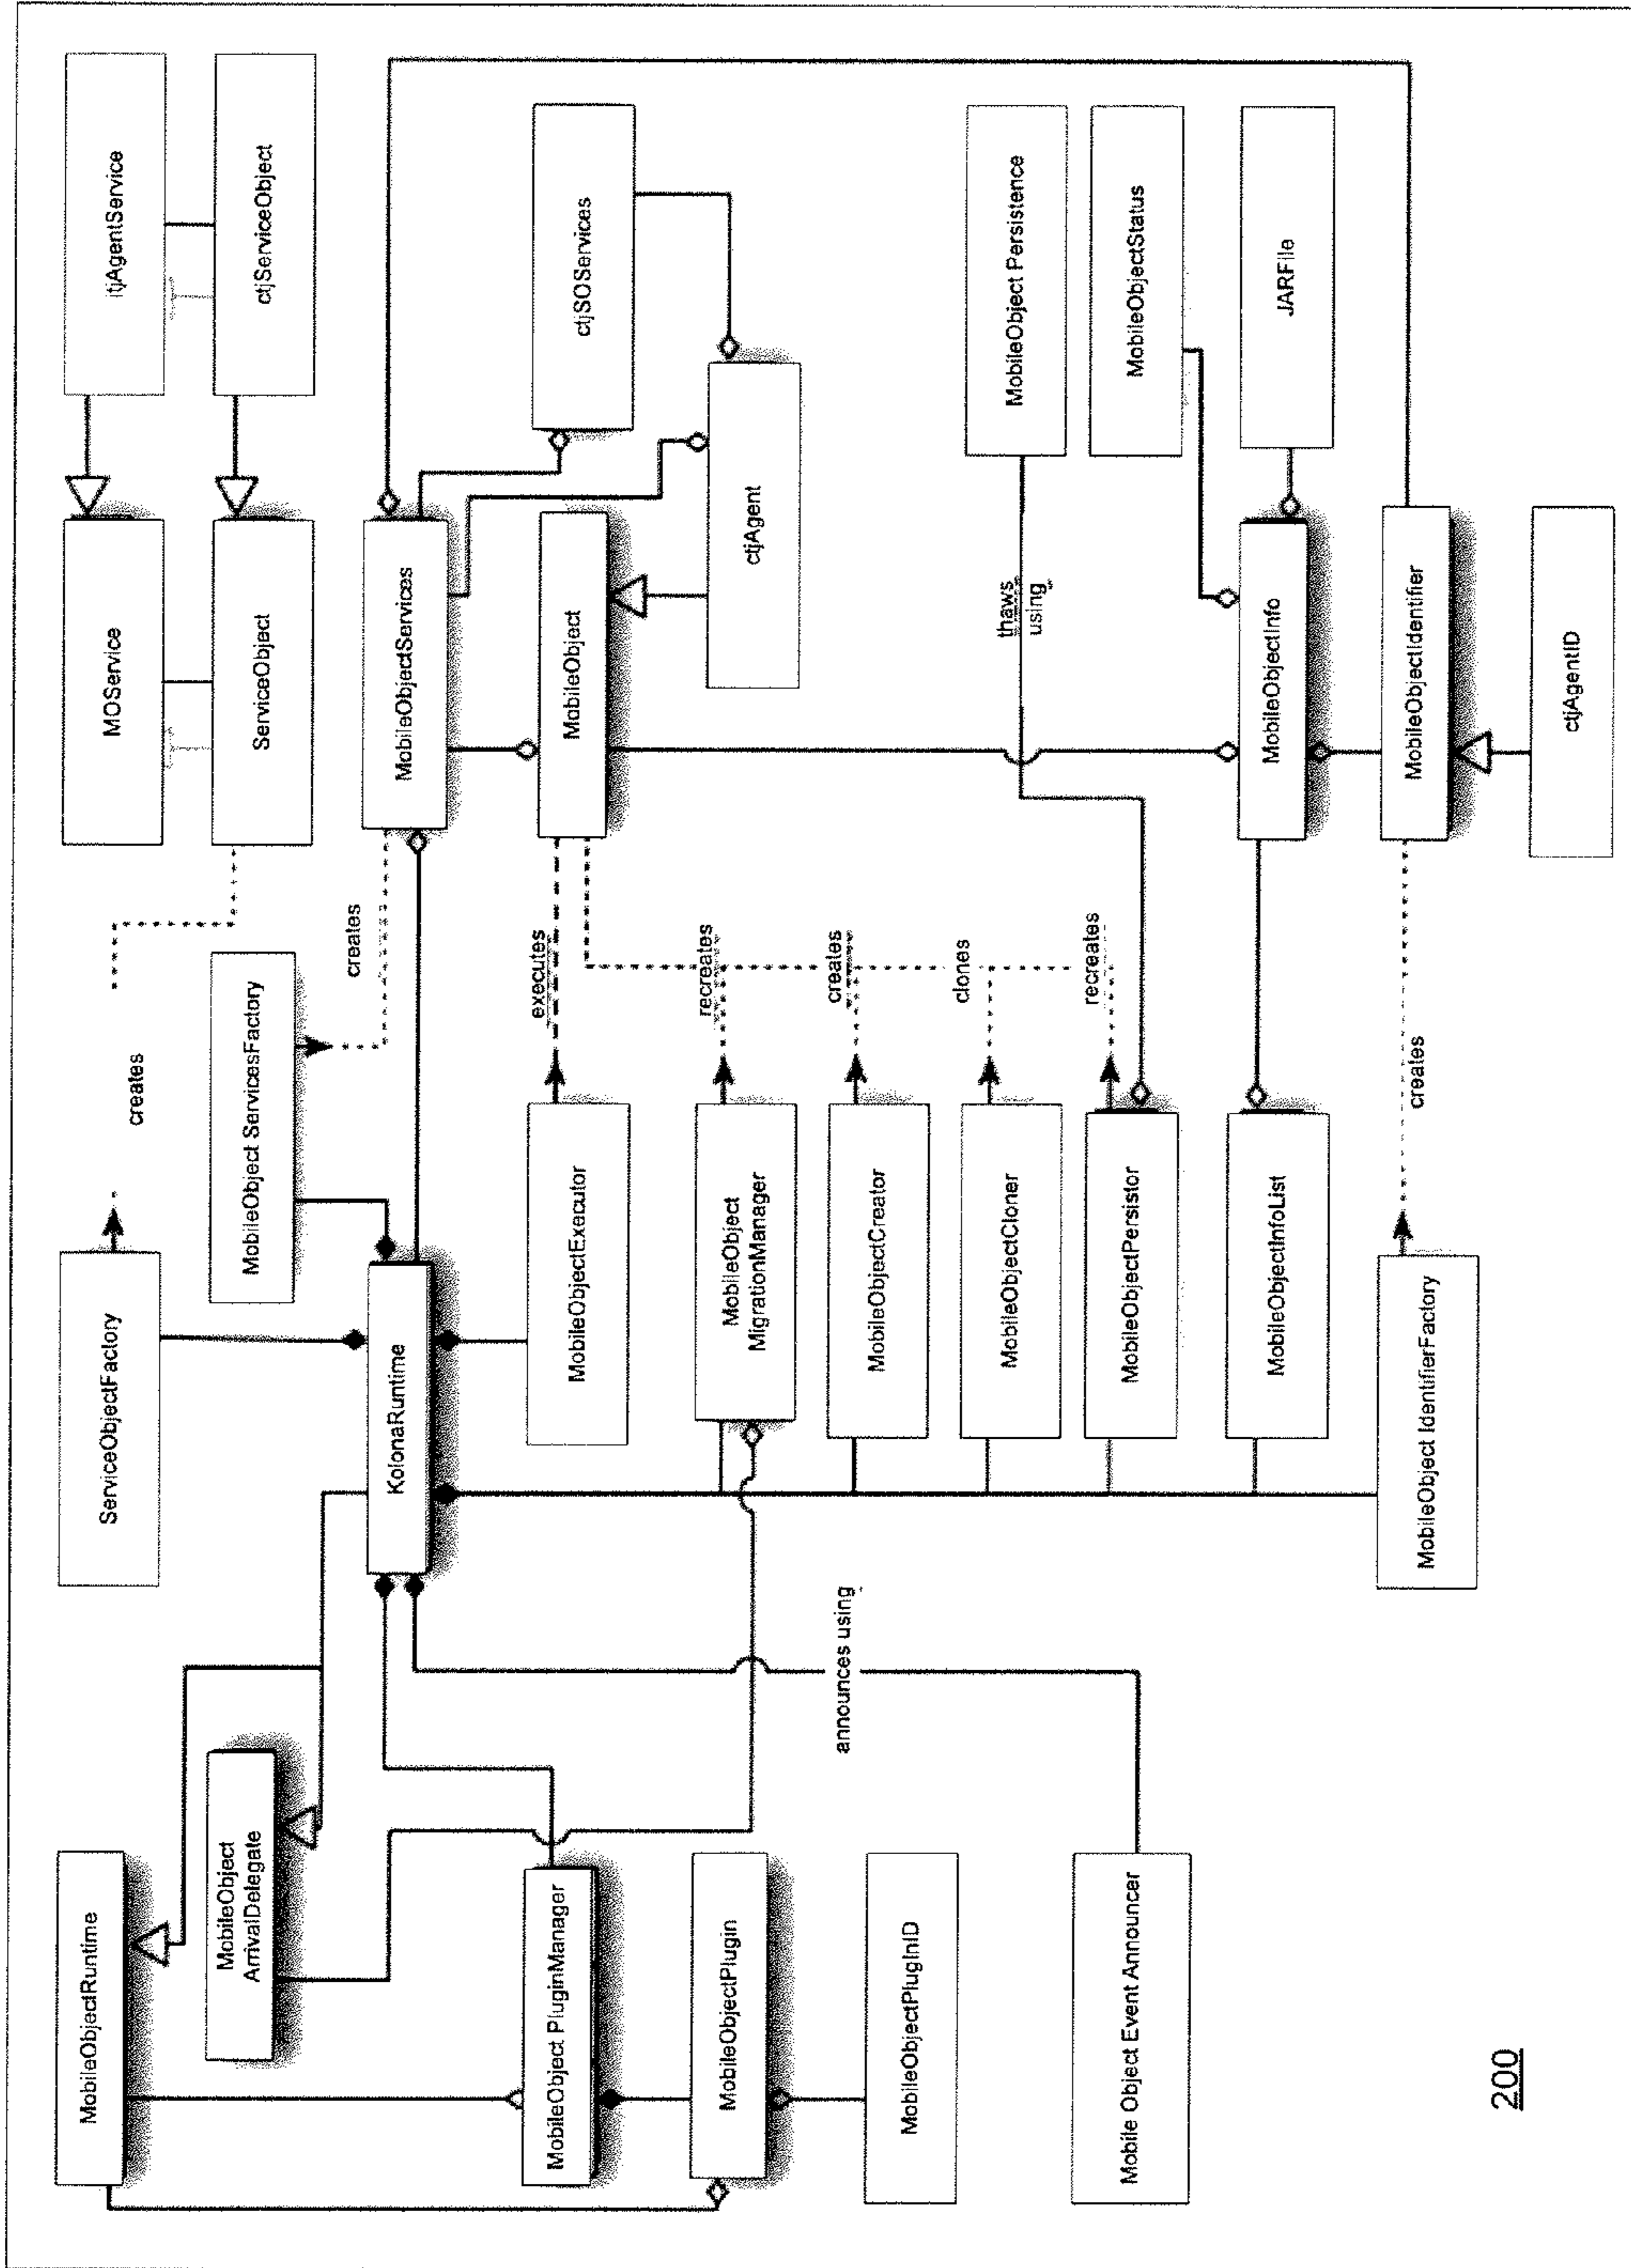 MobileObjectRuntime
ServiceObjectFactory
creates
MOService
itjAgentService
MobileObject
ArrivalDelegate
MobileObject ServicesFactory
ServiceObject
ctjServiceObject
creates
KolonaRuntime
MobileObjectServices
MobileObject PluginManager
MobileObjectExecutor
executes
MobileObject
ctjSOServices
MobileObjectPlugin
MobileObject
MigrationManager
recreates
ctjAgent
announces using
MobileObjectCreator
creates
MobileObjectPlugInID
MobileObjectCloner
clones
thaws
using
MobileObject Persistence
Mobile Object Event Announcer
MobileObjectPersistor
recreates
MobileObjectStatus
MobileObjectInfoList
MobileObjectInfo
JARFile
MobileObject IdentifierFactory
creates
MobileObjectIdentifier
ctjAgentID
200